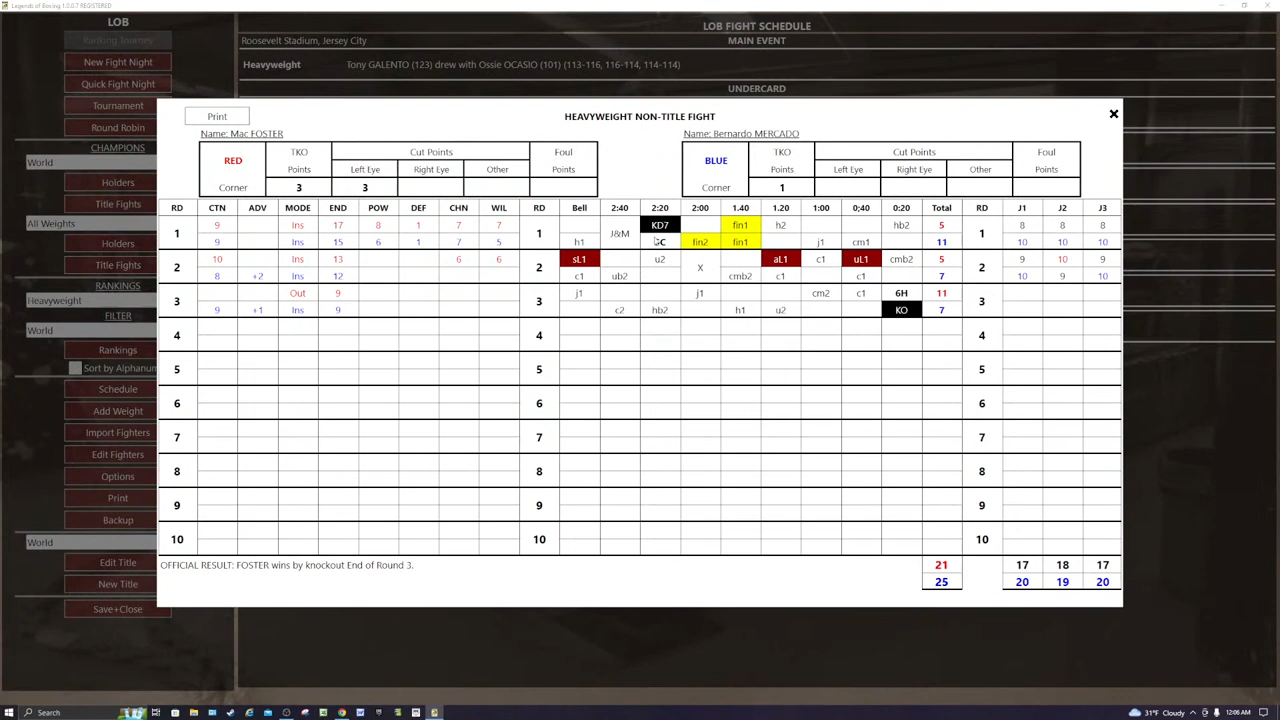 Legends of Boxing 1.0.0.7 REGISTERED
LOB
Ranking Tourney
New Fight Night
Quick Fight Night
Tournament
Round Robin
CHAMPIONS
World
Holders
Title Fights
All Weights
Holders
Title Fights
RANKINGS
Heavyweight
FILTER
World
Rankings
Sort by Alphanum
Schedule
Add Weight
Import Fighters
Edit Fighters
Options
Print
Backup
World
Edit Title
New Title
Save+Close
LOB FIGHT SCHEDULE
Roosevelt Stadium, Jersey City
MAIN EVENT
Heavyweight Tony GALENTO (123) drew with Ossie OCASIO (101) (113-116, 116-114, 114-114)
UNDERCARD
Print
HEAVYWEIGHT NON-TITLE FIGHT
Name: Mac FOSTER
Name: Bernardo MERCADO
RED Corner TKO Points 3 Cut Points Left Eye 3 Right Eye Other Foul Points
BLUE Corner TKO Points 1 Cut Points Left Eye Right Eye Other Foul Points
RD CTN ADV MODE END POW DEF CHN WIL RD Bell 2:40 2:20 2:00 1.40 1.20 1:00 0;40 0:20 Total RD J1 J2 J3
1 9 Ins 17 8 1 7 7 1 J&M KD7 fin1 h2 hb2 5 1 8 8 8
9 Ins 15 6 1 7 5 h1 fin2 fin1 j1 cm1 11 10 10 10
2 10 Ins 13 6 6 2 sL1 u2 X aL1 c1 uL1 cmb2 5 2 9 10 9
8 +2 Ins 12 c1 ub2 cmb2 c1 c1 7 10 9 10
3 Out 9 3 j1 j1 cm2 c1 6H 11 3
9 +1 Ins 9 c2 hb2 h1 u2 KO 7
4 4 4
5 5 5
6 6 6
7 7 7
8 8 8
9 9 9
10 10 10
OFFICIAL RESULT: FOSTER wins by knockout End of Round 3.
21 17 18 17
25 20 19 20
Search
31°F Cloudy
12:06 AM